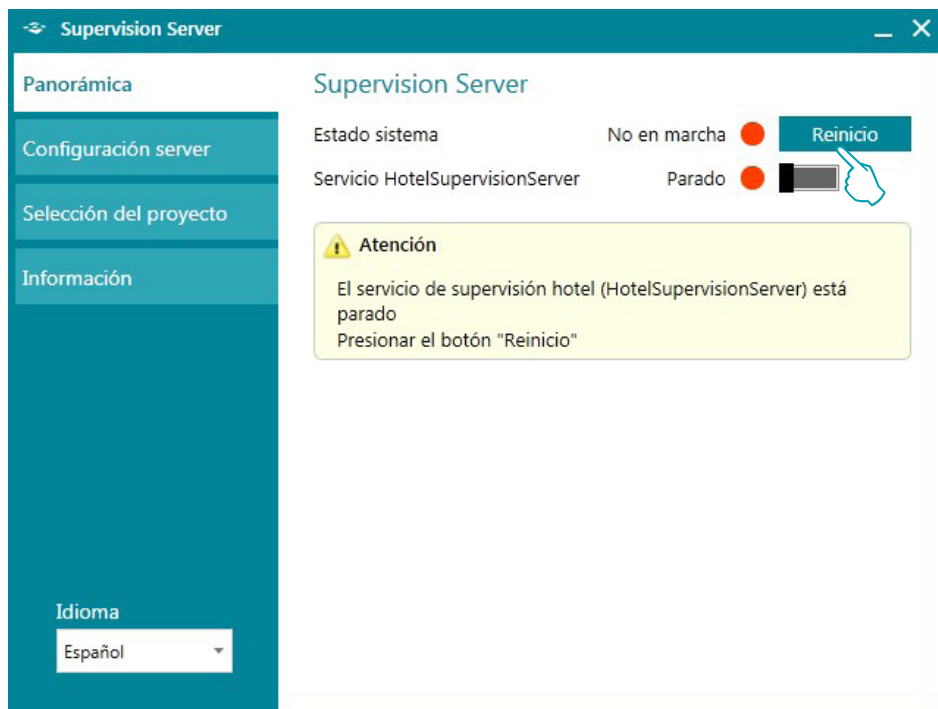 Supervision Server
Panorámica
Configuración server
Selección del proyecto
Información
Idioma
Español
Supervision Server
Estado sistema No en marcha Reinicio
Servicio HotelSupervisionServer Parado
Atención
El servicio de supervisión hotel (HotelSupervisionServer) está
parado
Presionar el botón "Reinicio"